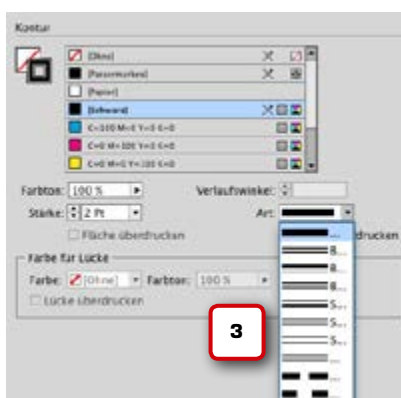 Kontur
[Ohne]
[Passermarken]
[Papier]
[Schwarz]
C=100 M=0 Y=0 K=0
C=0 M=100 Y=0 K=0
C=0 M=0 Y=100 K=0
Farbton: 100 % Verlaufswinkel:
Stärke: 2 Pt Art:
Fläche überdrucken drucken
Farbe für Lücke
Farbe: [Ohne] Farbton: 100 %
Lücke überdrucken
...
B...
B...
B...
S...
S...
S...
...
...
...
3